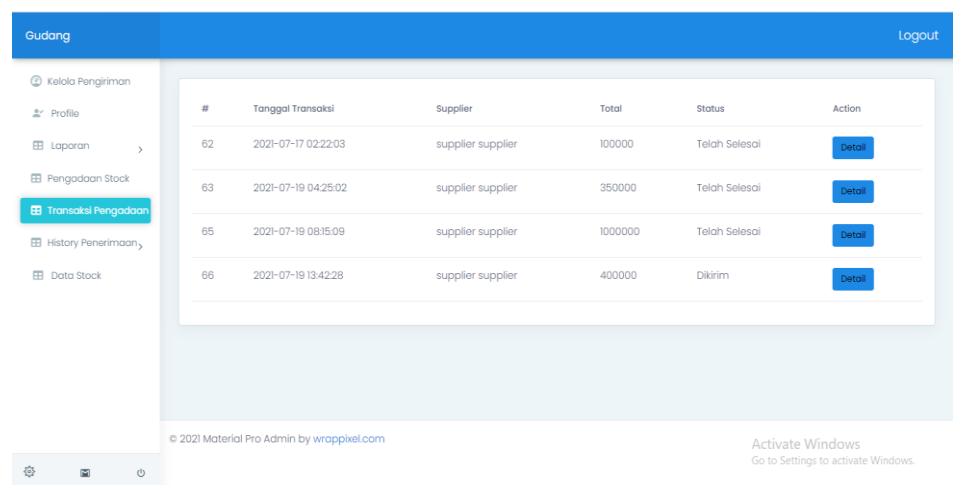 Gudang
Logout
Kelola Pengiriman
Profile
Laporan
Pengadaan Stock
Transaksi Pengadaan
History Penerimaan
Data Stock
# Tanggal Transaksi Supplier Total Status Action
62 2021-07-17 02:22:03 supplier supplier 100000 Telah Selesai Detail
63 2021-07-19 04:25:02 supplier supplier 350000 Telah Selesai Detail
65 2021-07-19 08:15:09 supplier supplier 1000000 Telah Selesai Detail
66 2021-07-19 13:42:28 supplier supplier 400000 Dikirim Detail
© 2021 Material Pro Admin by wrappixel.com
Activate Windows
Go to Settings to activate Windows.